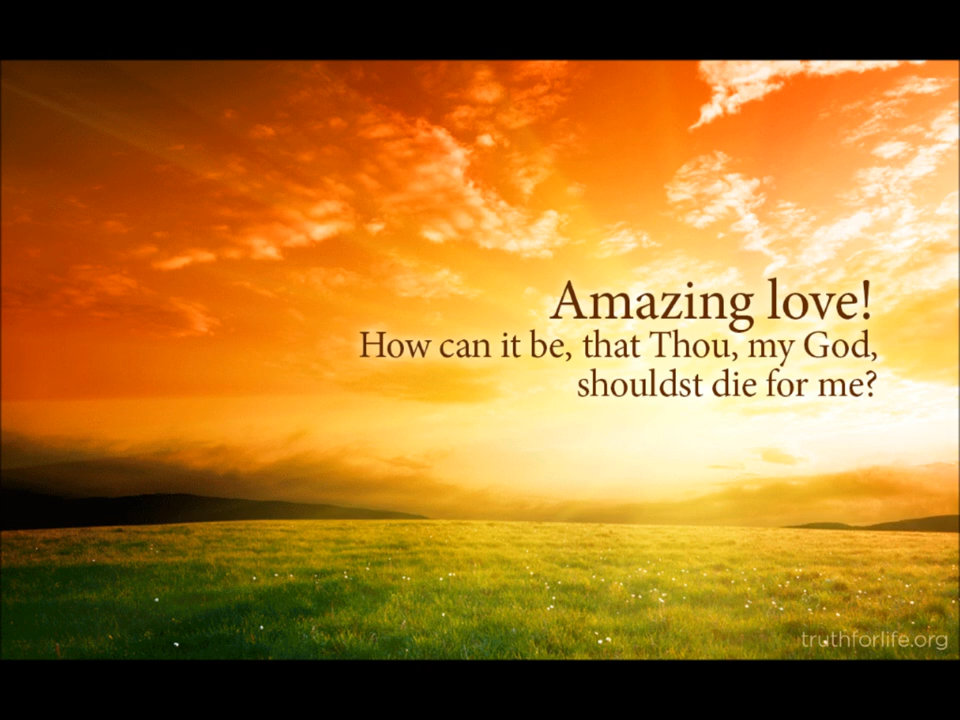 Amazing love!
How can it be, that Thou, my God,
shouldst die for me?
truthforlife.org